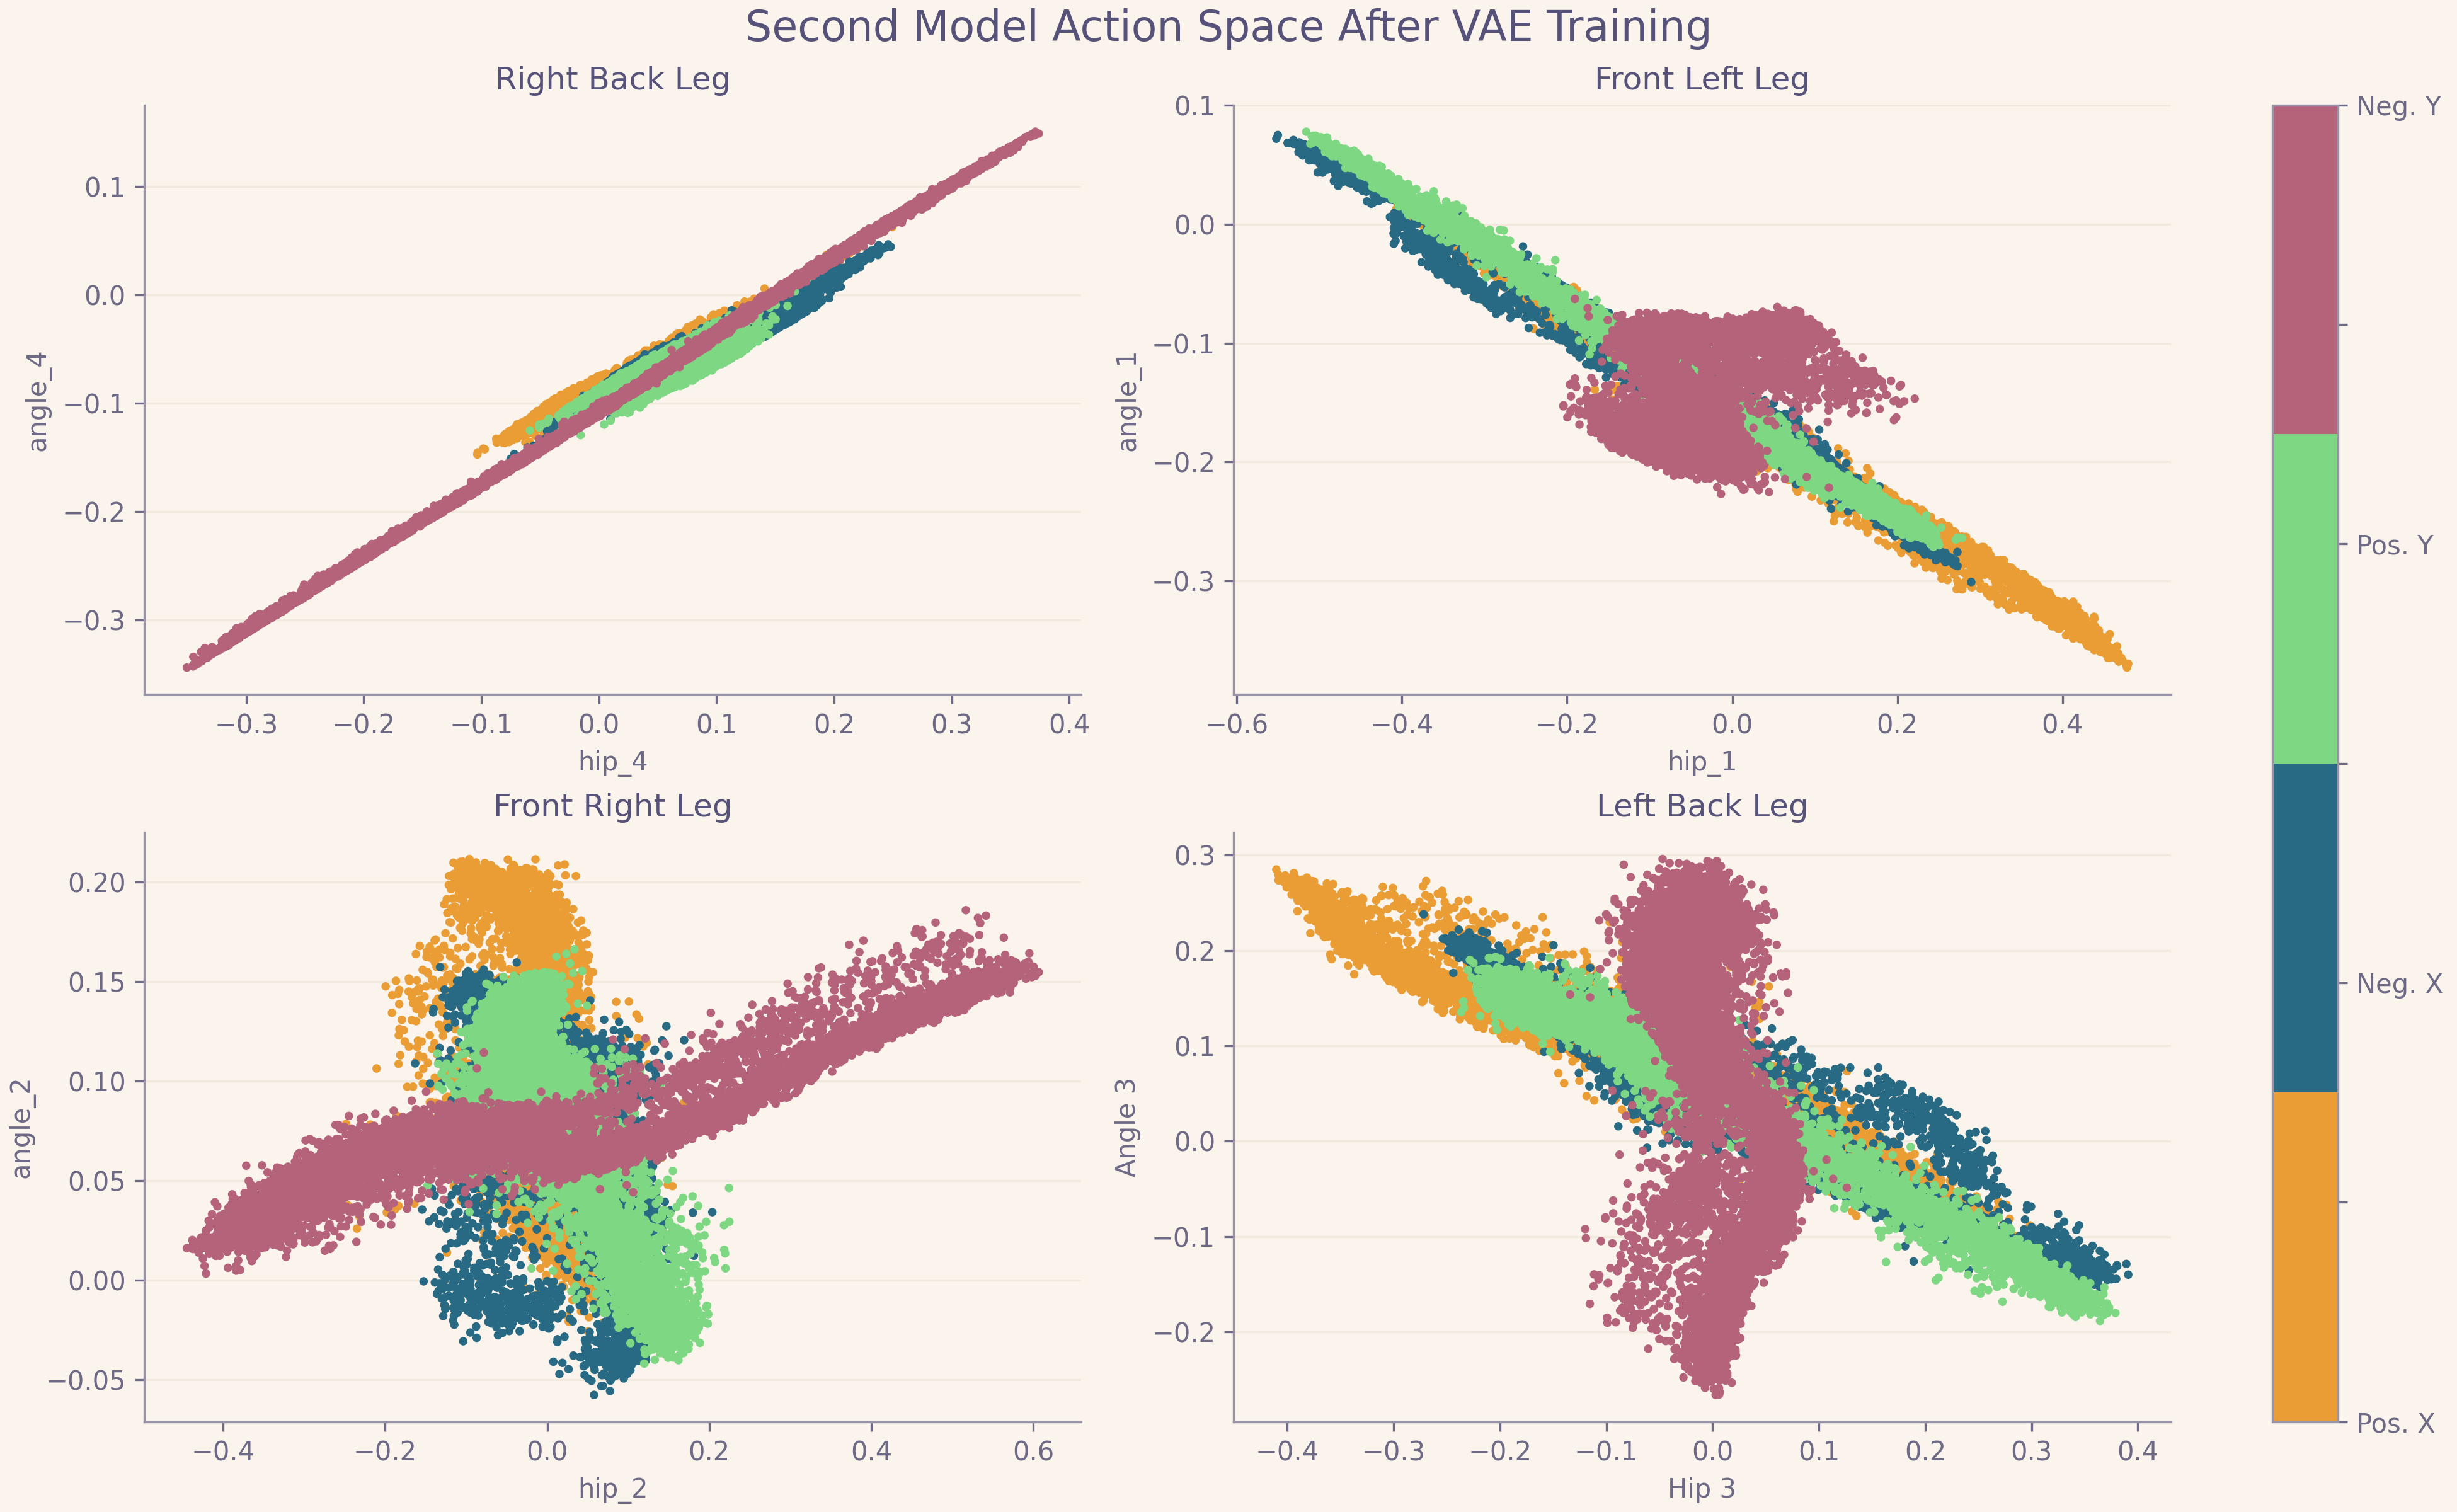 Second Model Action Space After VAE Training
Right Back Leg
angle_4
0.1
0.0
−0.1
−0.2
−0.3
−0.3 −0.2 −0.1 0.0 0.1 0.2 0.3 0.4
hip_4
Front Left Leg
angle_1
0.1
0.0
−0.1
−0.2
−0.3
−0.6 −0.4 −0.2 0.0 0.2 0.4
hip_1
Front Right Leg
angle_2
0.20
0.15
0.10
0.05
0.00
−0.05
−0.4 −0.2 0.0 0.2 0.4 0.6
hip_2
Left Back Leg
Angle 3
0.3
0.2
0.1
0.0
−0.1
−0.2
−0.4 −0.3 −0.2 −0.1 0.0 0.1 0.2 0.3 0.4
Hip 3
Neg. Y
Pos. Y
Neg. X
Pos. X